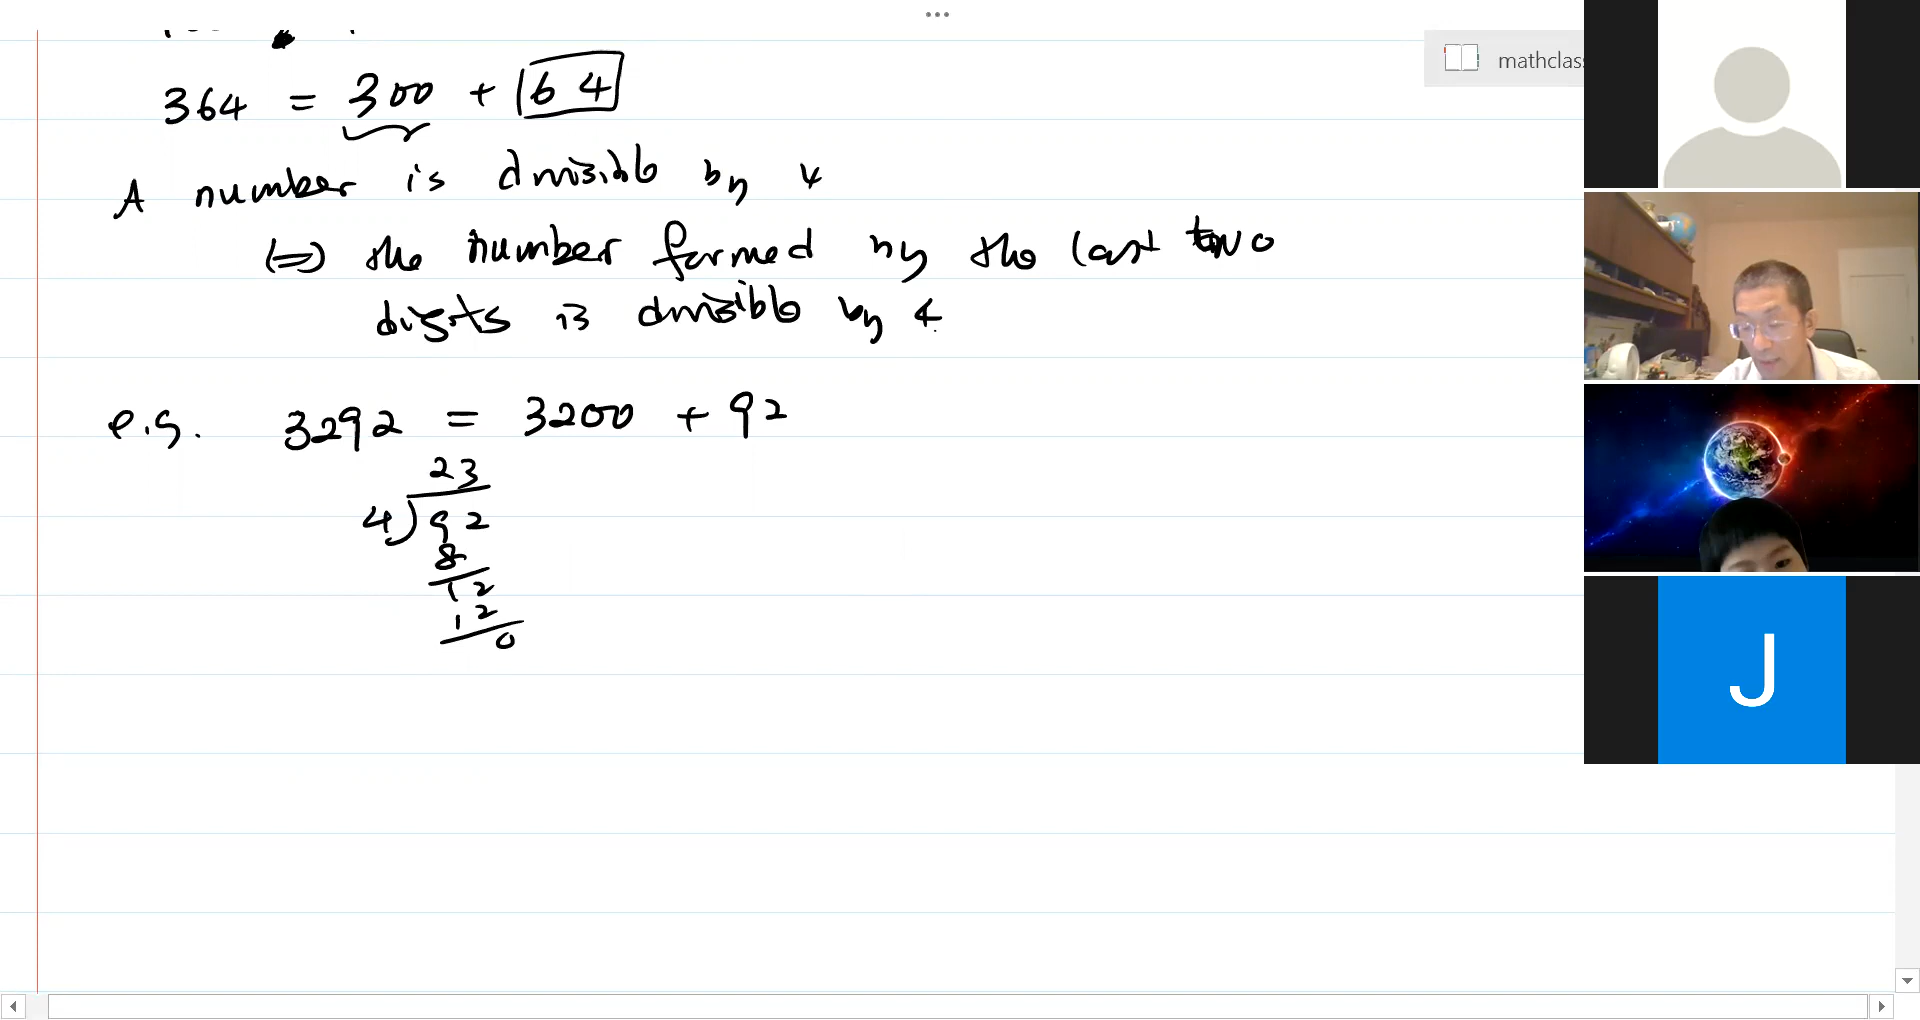 mathclass
364 = 300 + 64
A number is divisible by 4
(⇒) the number formed by the last two
digits is divisible by 4.
e.g. 3292 = 3200 + 92
23
4)92
8
12
12
0
J